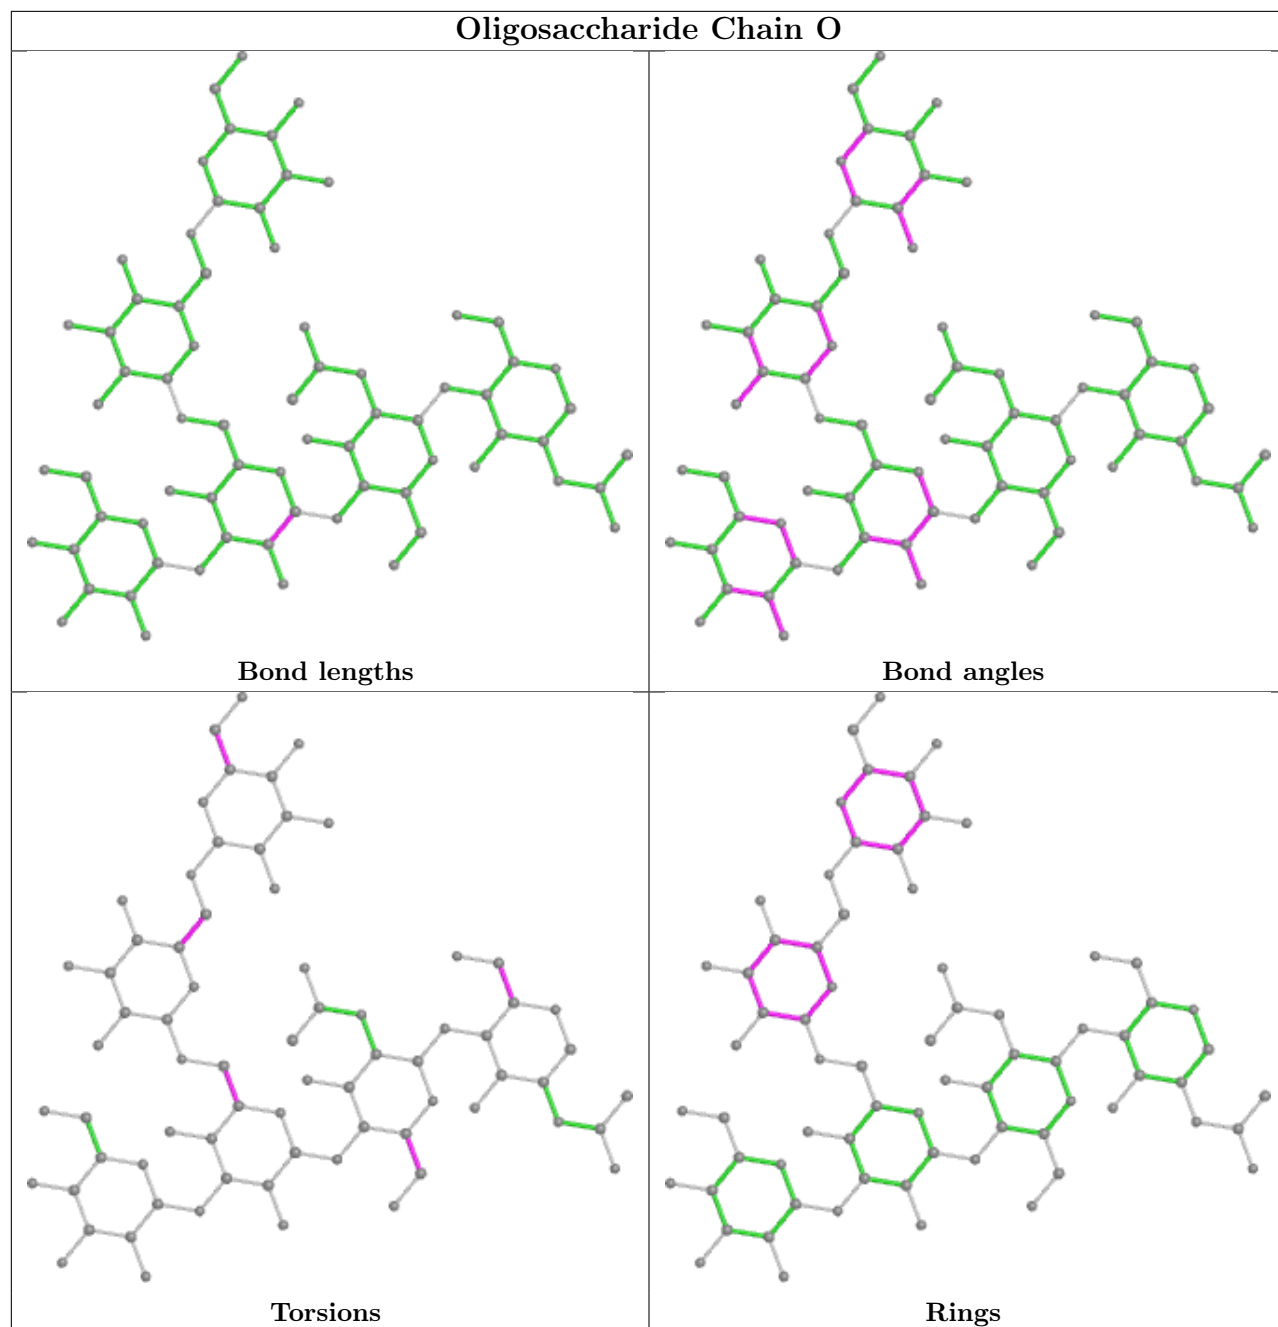 Oligosaccharide Chain O
Bond lengths
Bond angles
Torsions
Rings